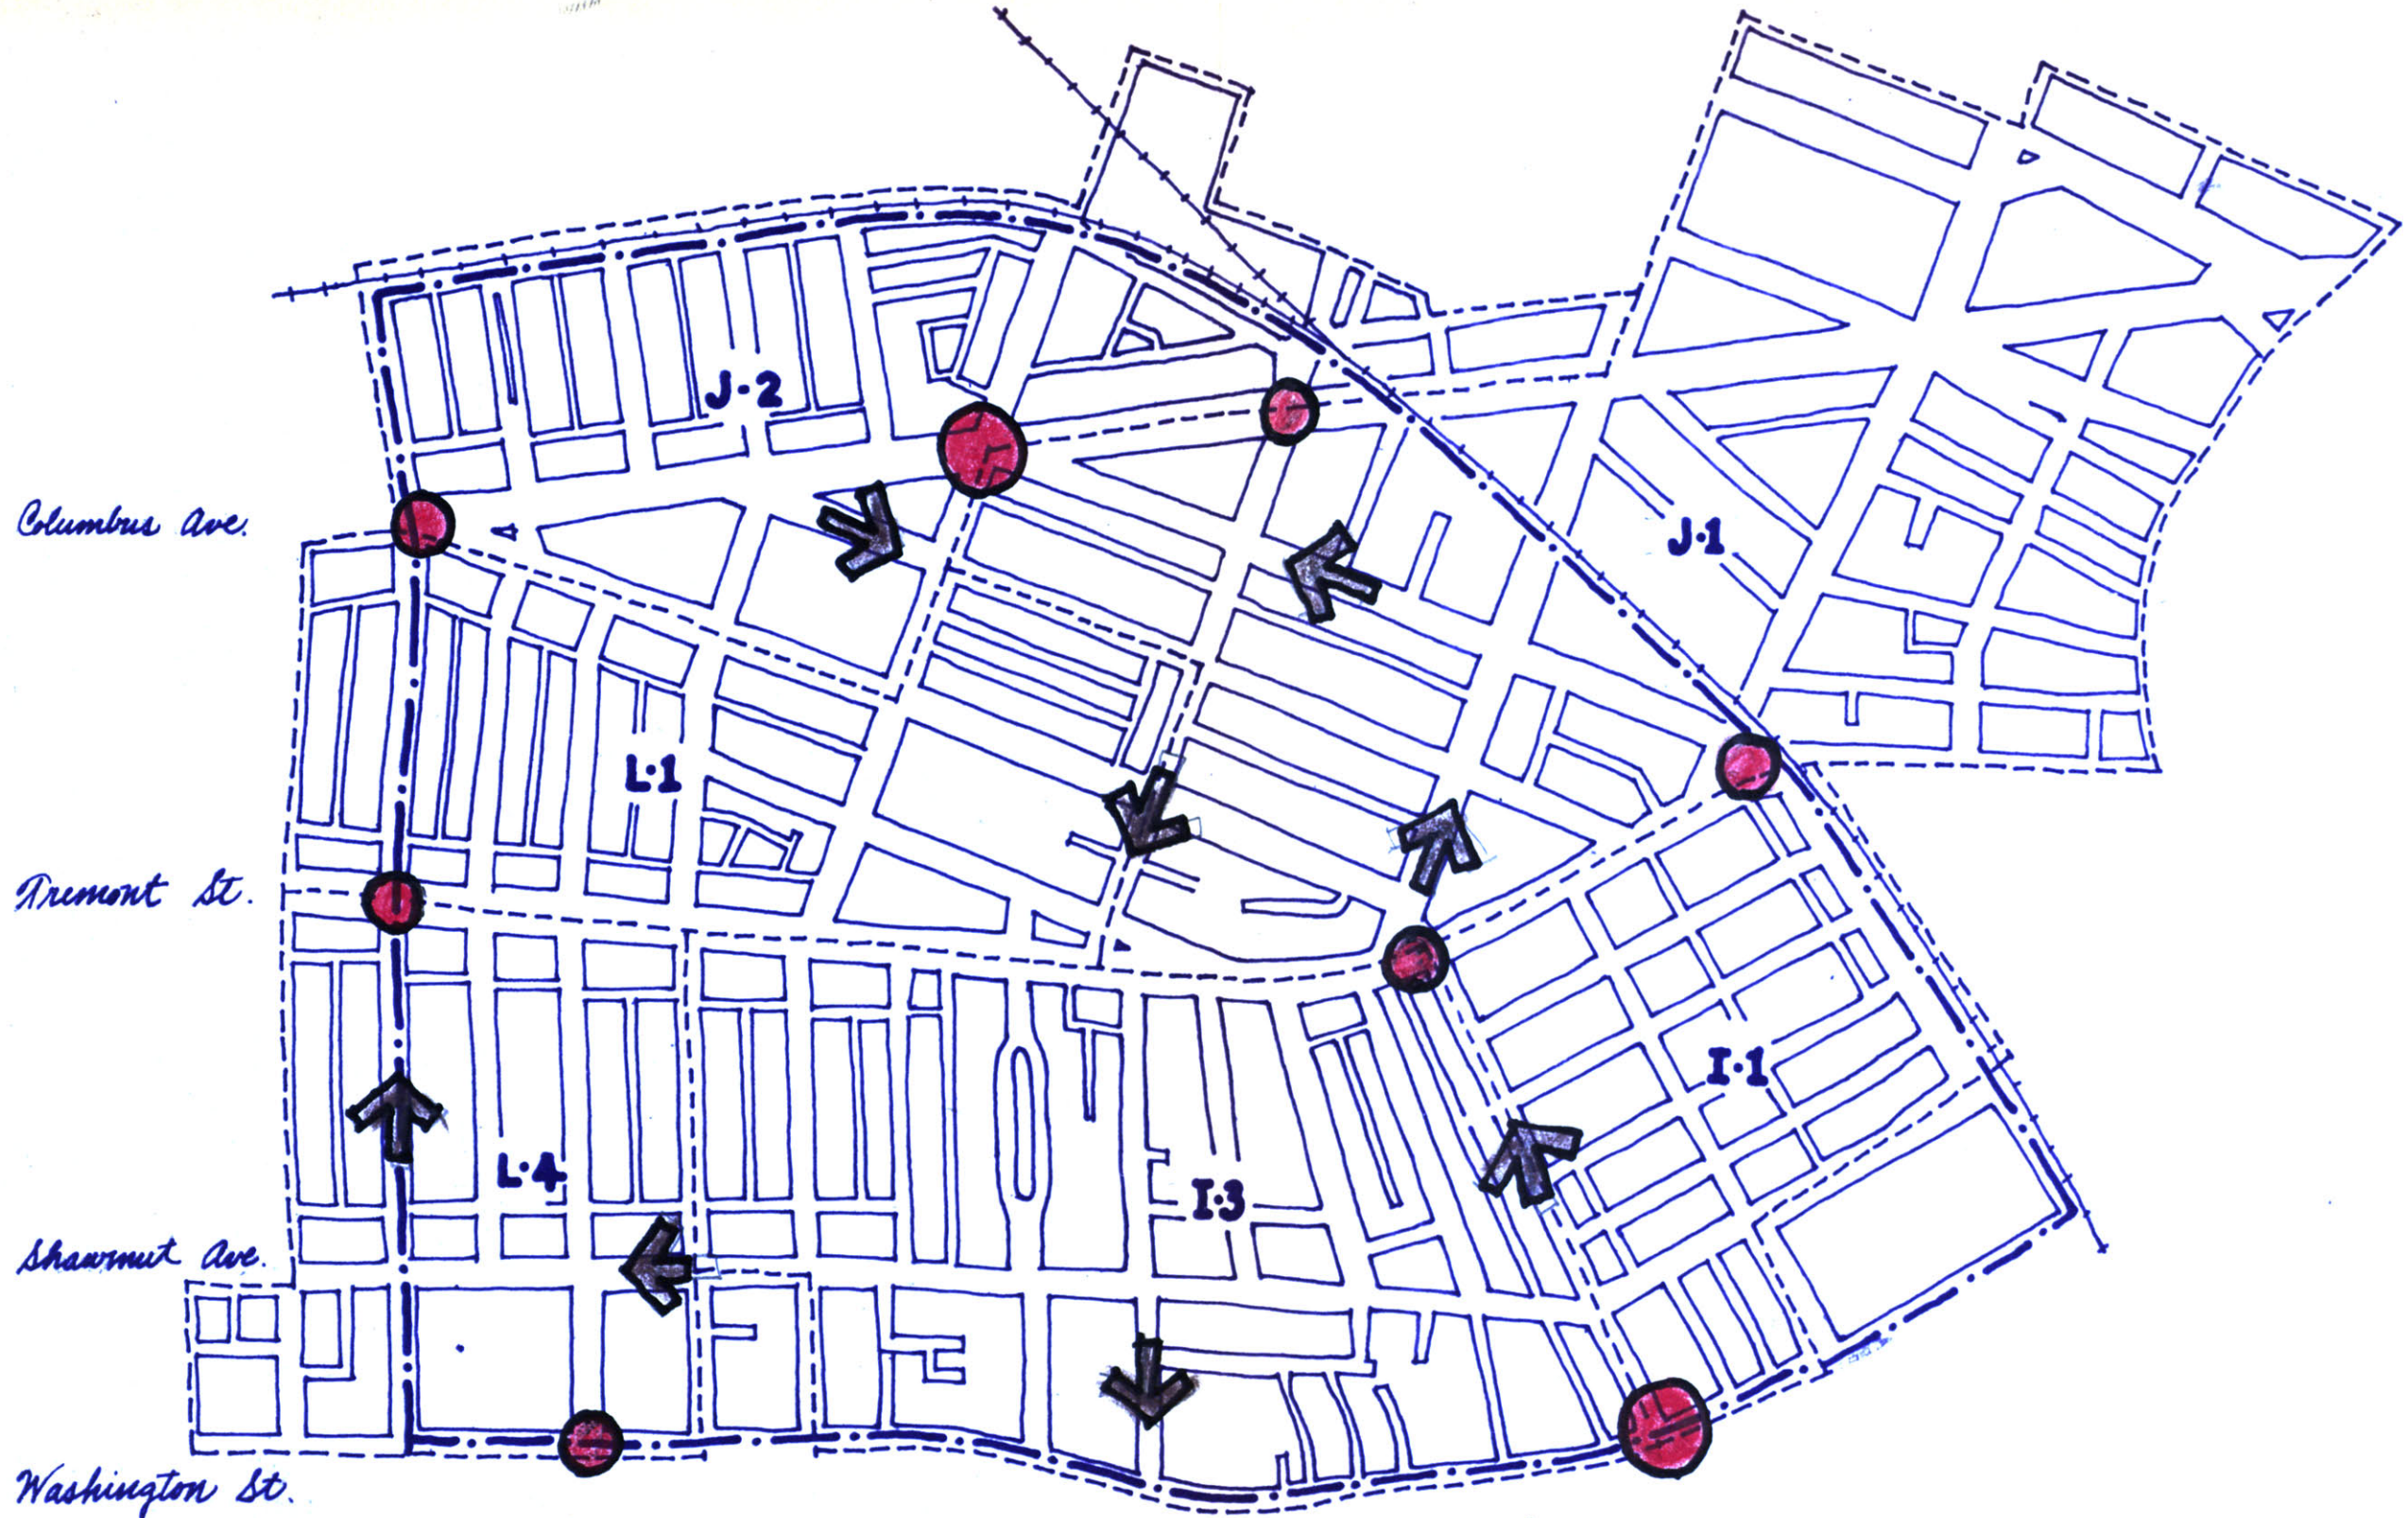 J·2
Columbus Ave.
J·1
L·1
Tremont St.
I·1
L·4
I·3
Shawmut Ave.
Washington St.